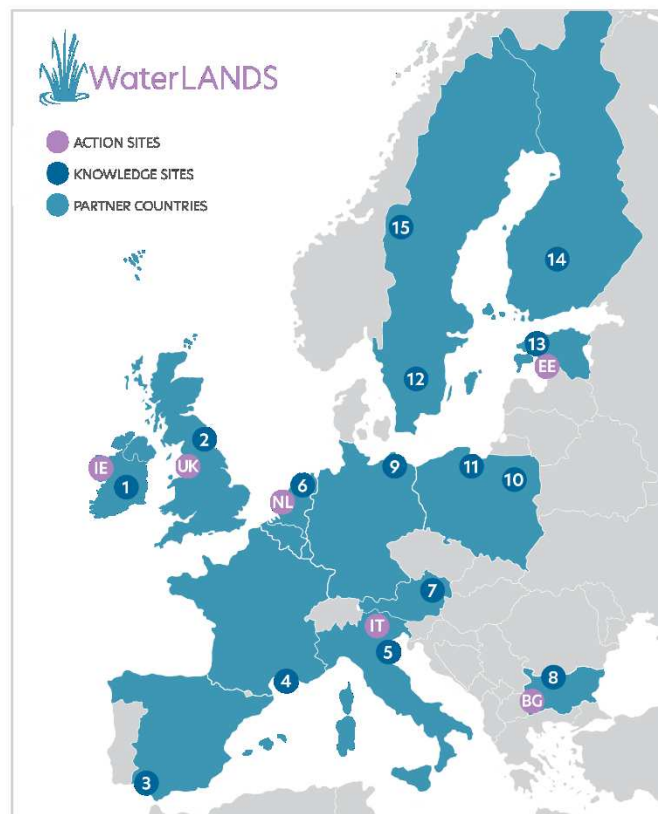 WaterLANDS
ACTION SITES
KNOWLEDGE SITES
PARTNER COUNTRIES
15
14
13
EE
12
2
IE
UK
1
6
NL
9
11
10
7
IT
5
4
8
BG
3